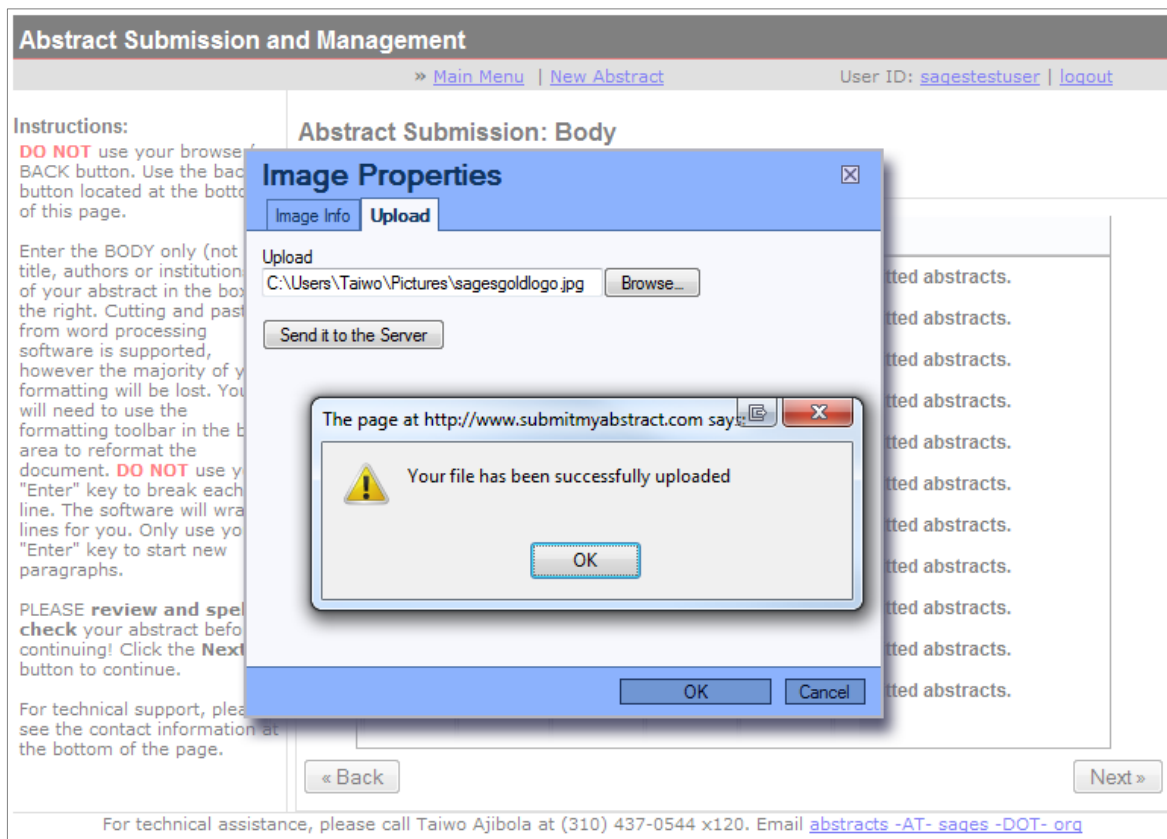 Abstract Submission and Management
» Main Menu | New Abstract User ID: sagestestuser | logout
Instructions:
DO NOT use your browser
BACK button. Use the bac
button located at the botto
of this page.
Enter the BODY only (not
title, authors or institution
of your abstract in the box
the right. Cutting and past
from word processing
software is supported,
however the majority of y
formatting will be lost. You
will need to use the
formatting toolbar in the b
area to reformat the
document. DO NOT use y
"Enter" key to break each
line. The software will wra
lines for you. Only use yo
"Enter" key to start new
paragraphs.
PLEASE review and spel
check your abstract befo
continuing! Click the Next
button to continue.
For technical support, plea
see the contact information at
the bottom of the page.
Abstract Submission: Body
Image Properties
Image Info Upload
Upload
C:\Users\Taiwo\Pictures\sagesgoldlogo.jpg Browse...
Send it to the Server
The page at http://www.submitmyabstract.com says:
Your file has been successfully uploaded
OK
OK Cancel
tted abstracts.
tted abstracts.
tted abstracts.
tted abstracts.
tted abstracts.
tted abstracts.
tted abstracts.
tted abstracts.
tted abstracts.
tted abstracts.
tted abstracts.
« Back Next »
For technical assistance, please call Taiwo Ajibola at (310) 437-0544 x120. Email abstracts -AT- sages -DOT- org